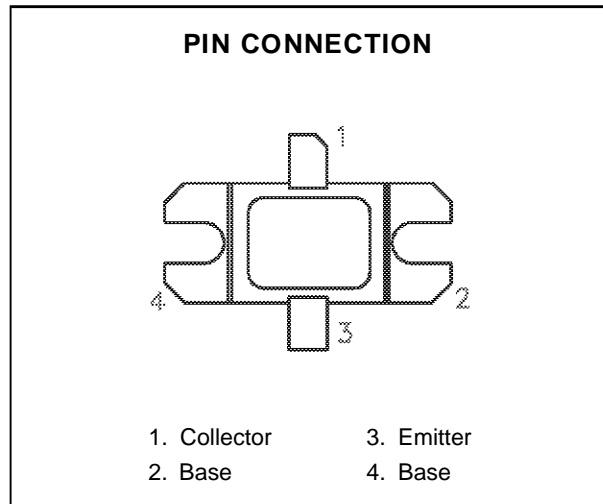 PIN CONNECTION
1
4
2
3
1. Collector 3. Emitter
2. Base 4. Base